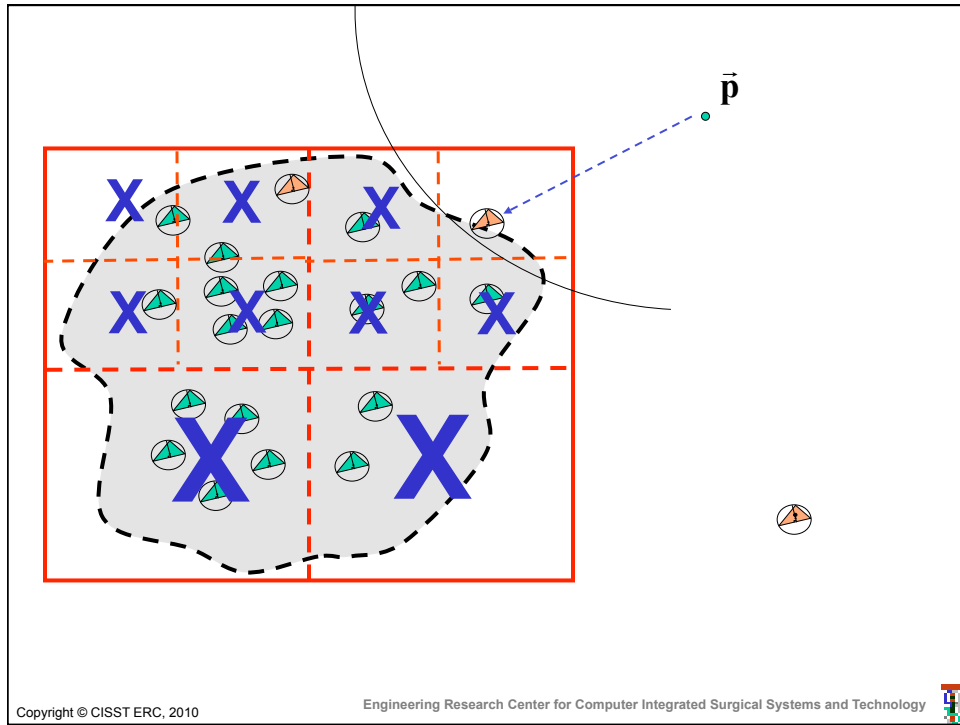 p
X X X
X X X X
X X
Engineering Research Center for Computer Integrated Surgical Systems and Technology
Copyright © CISST ERC, 2010